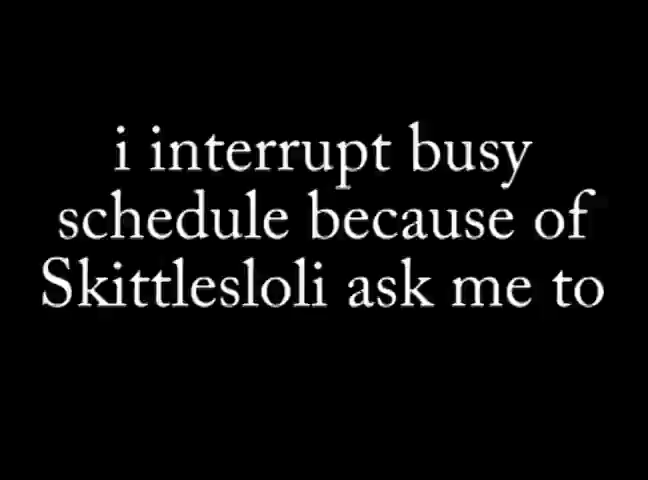 i interrupt busy
schedule because of
Skittlesloli ask me to